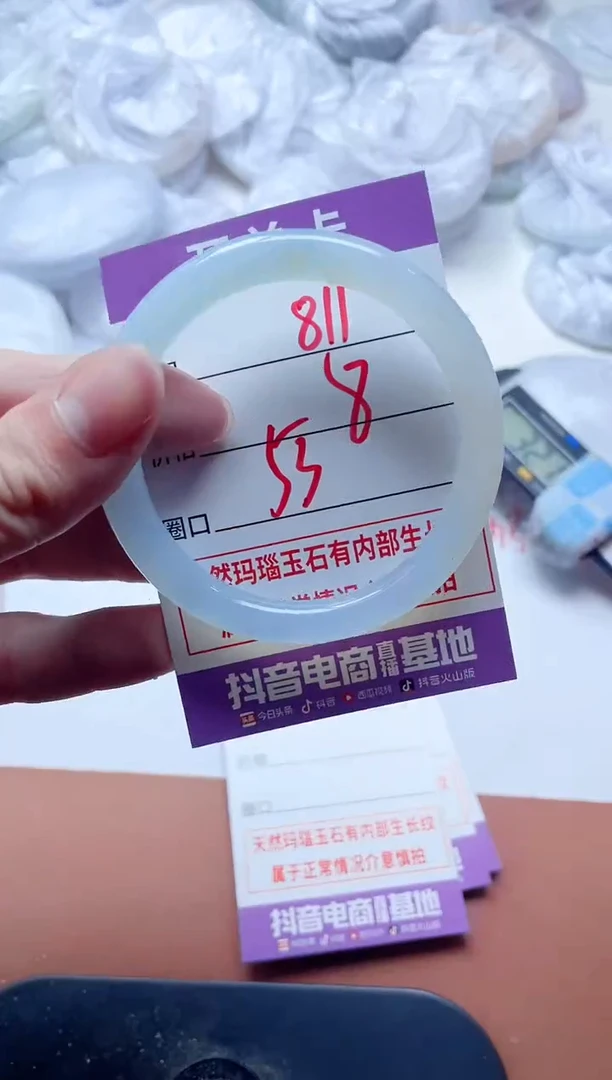 811
8
53
圈口
然玛瑙玉石有内部生长
抖音电商直播基地
今日头条 抖音 西瓜视频 抖音火山版
圈口
天然玛瑙玉石有内部生长纹
属于正常情况介意慎拍
抖音电商直播基地